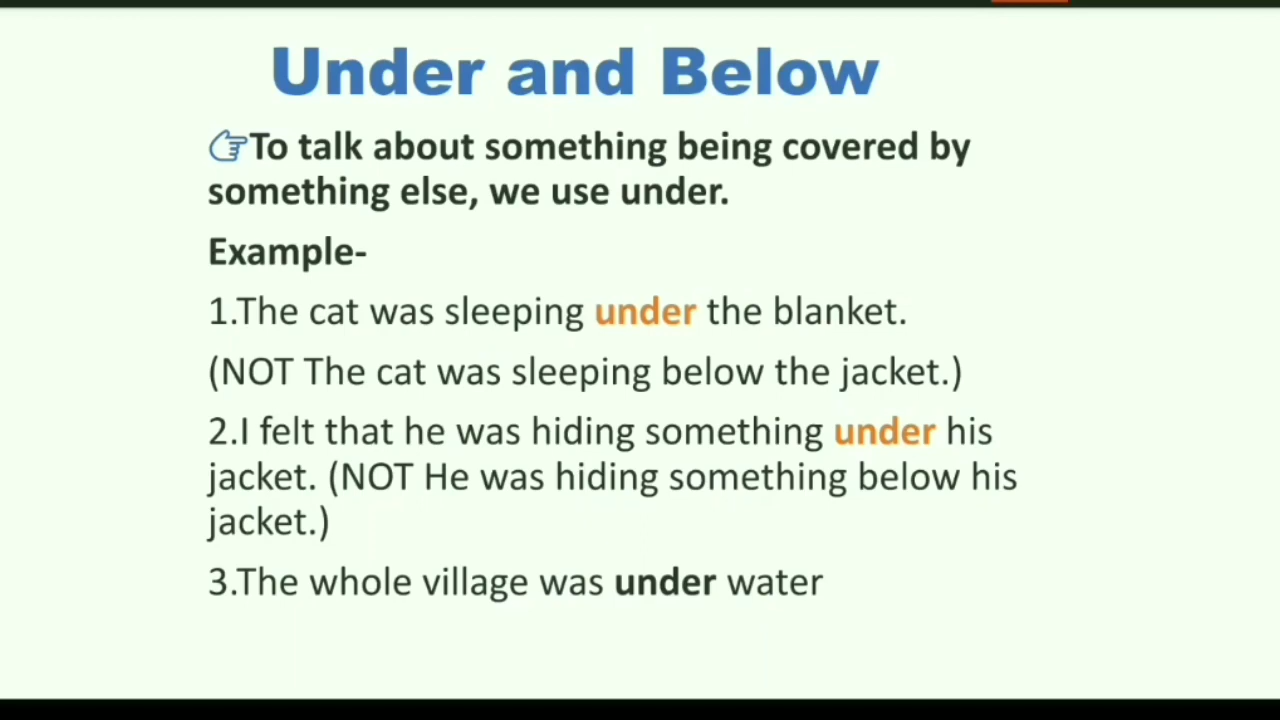 Under and Below
To talk about something being covered by
something else, we use under.
Example-
1.The cat was sleeping under the blanket.
(NOT The cat was sleeping below the jacket.)
2.I felt that he was hiding something under his
jacket. (NOT He was hiding something below his
jacket.)
3.The whole village was under water